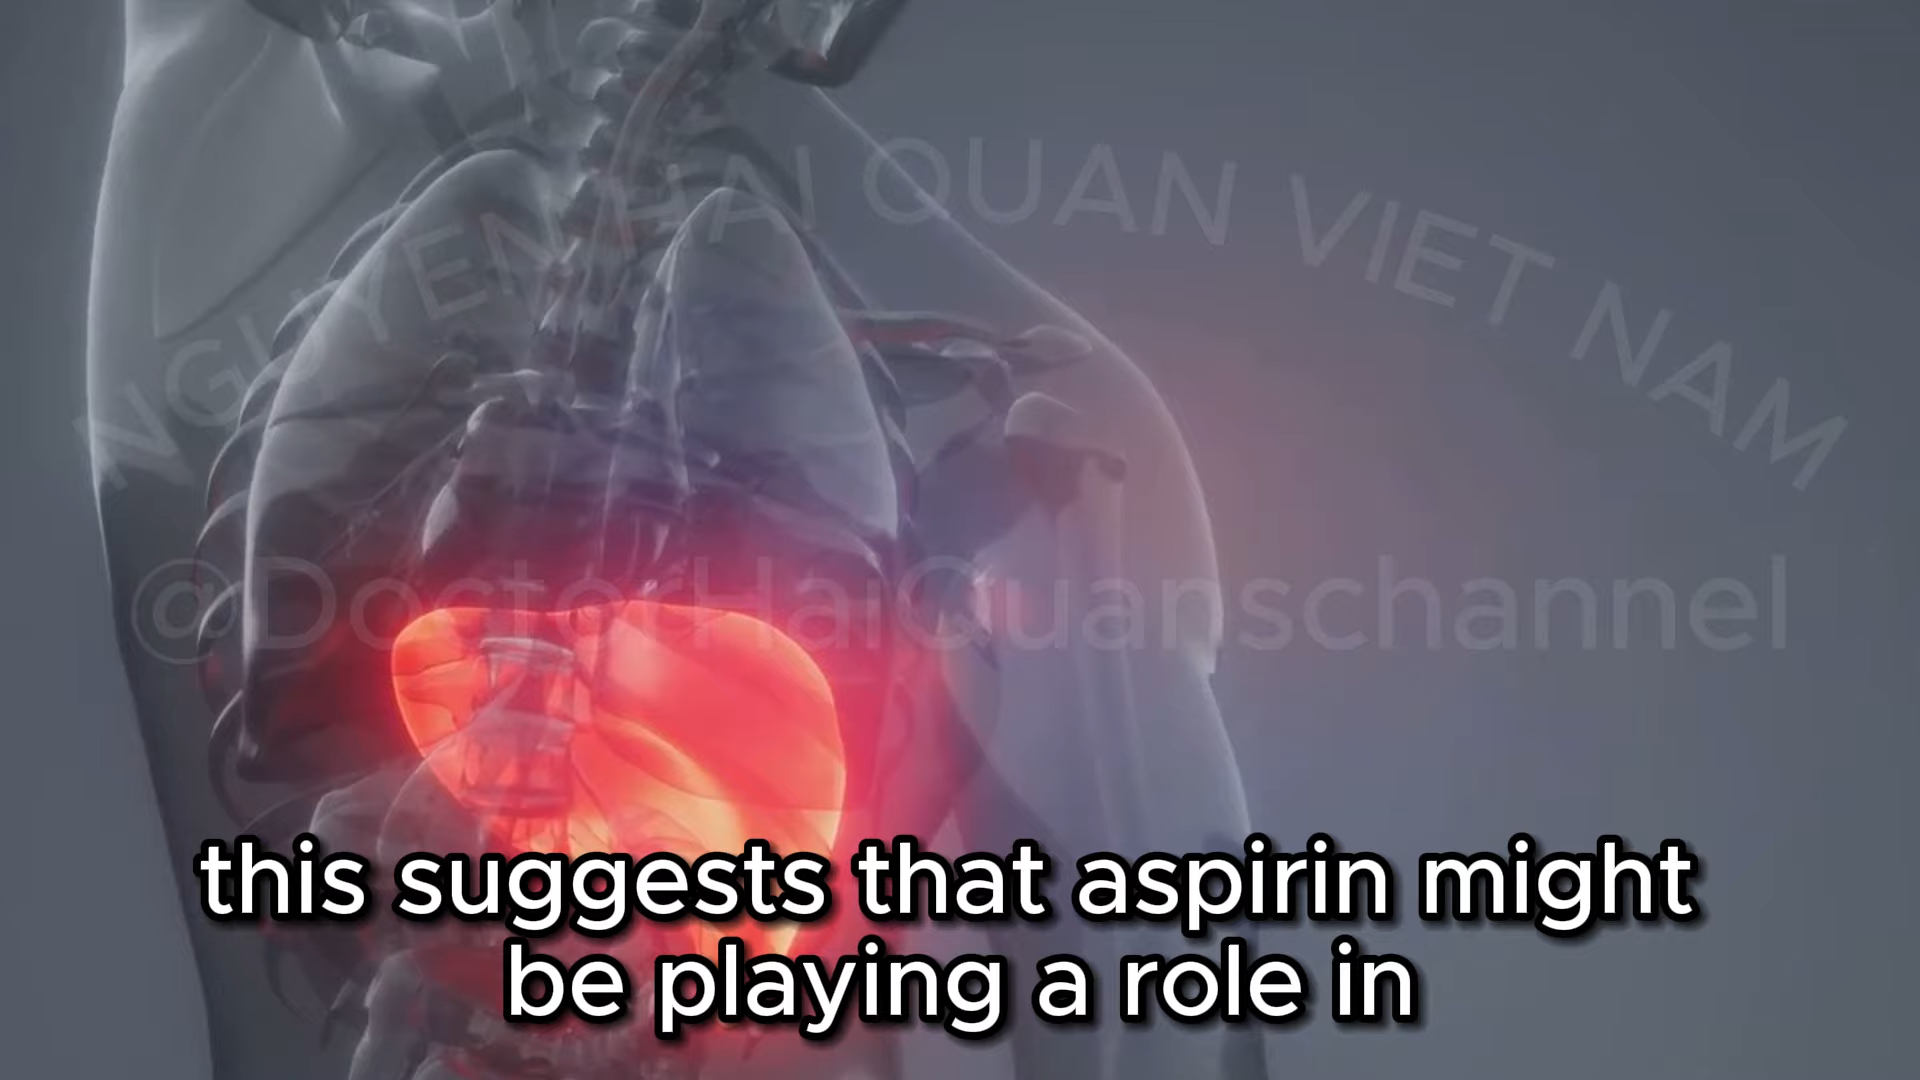 NGUYEN HAI QUAN VIET NAM
@DoctorHaiQuanschannel
this suggests that aspirin might
be playing a role in